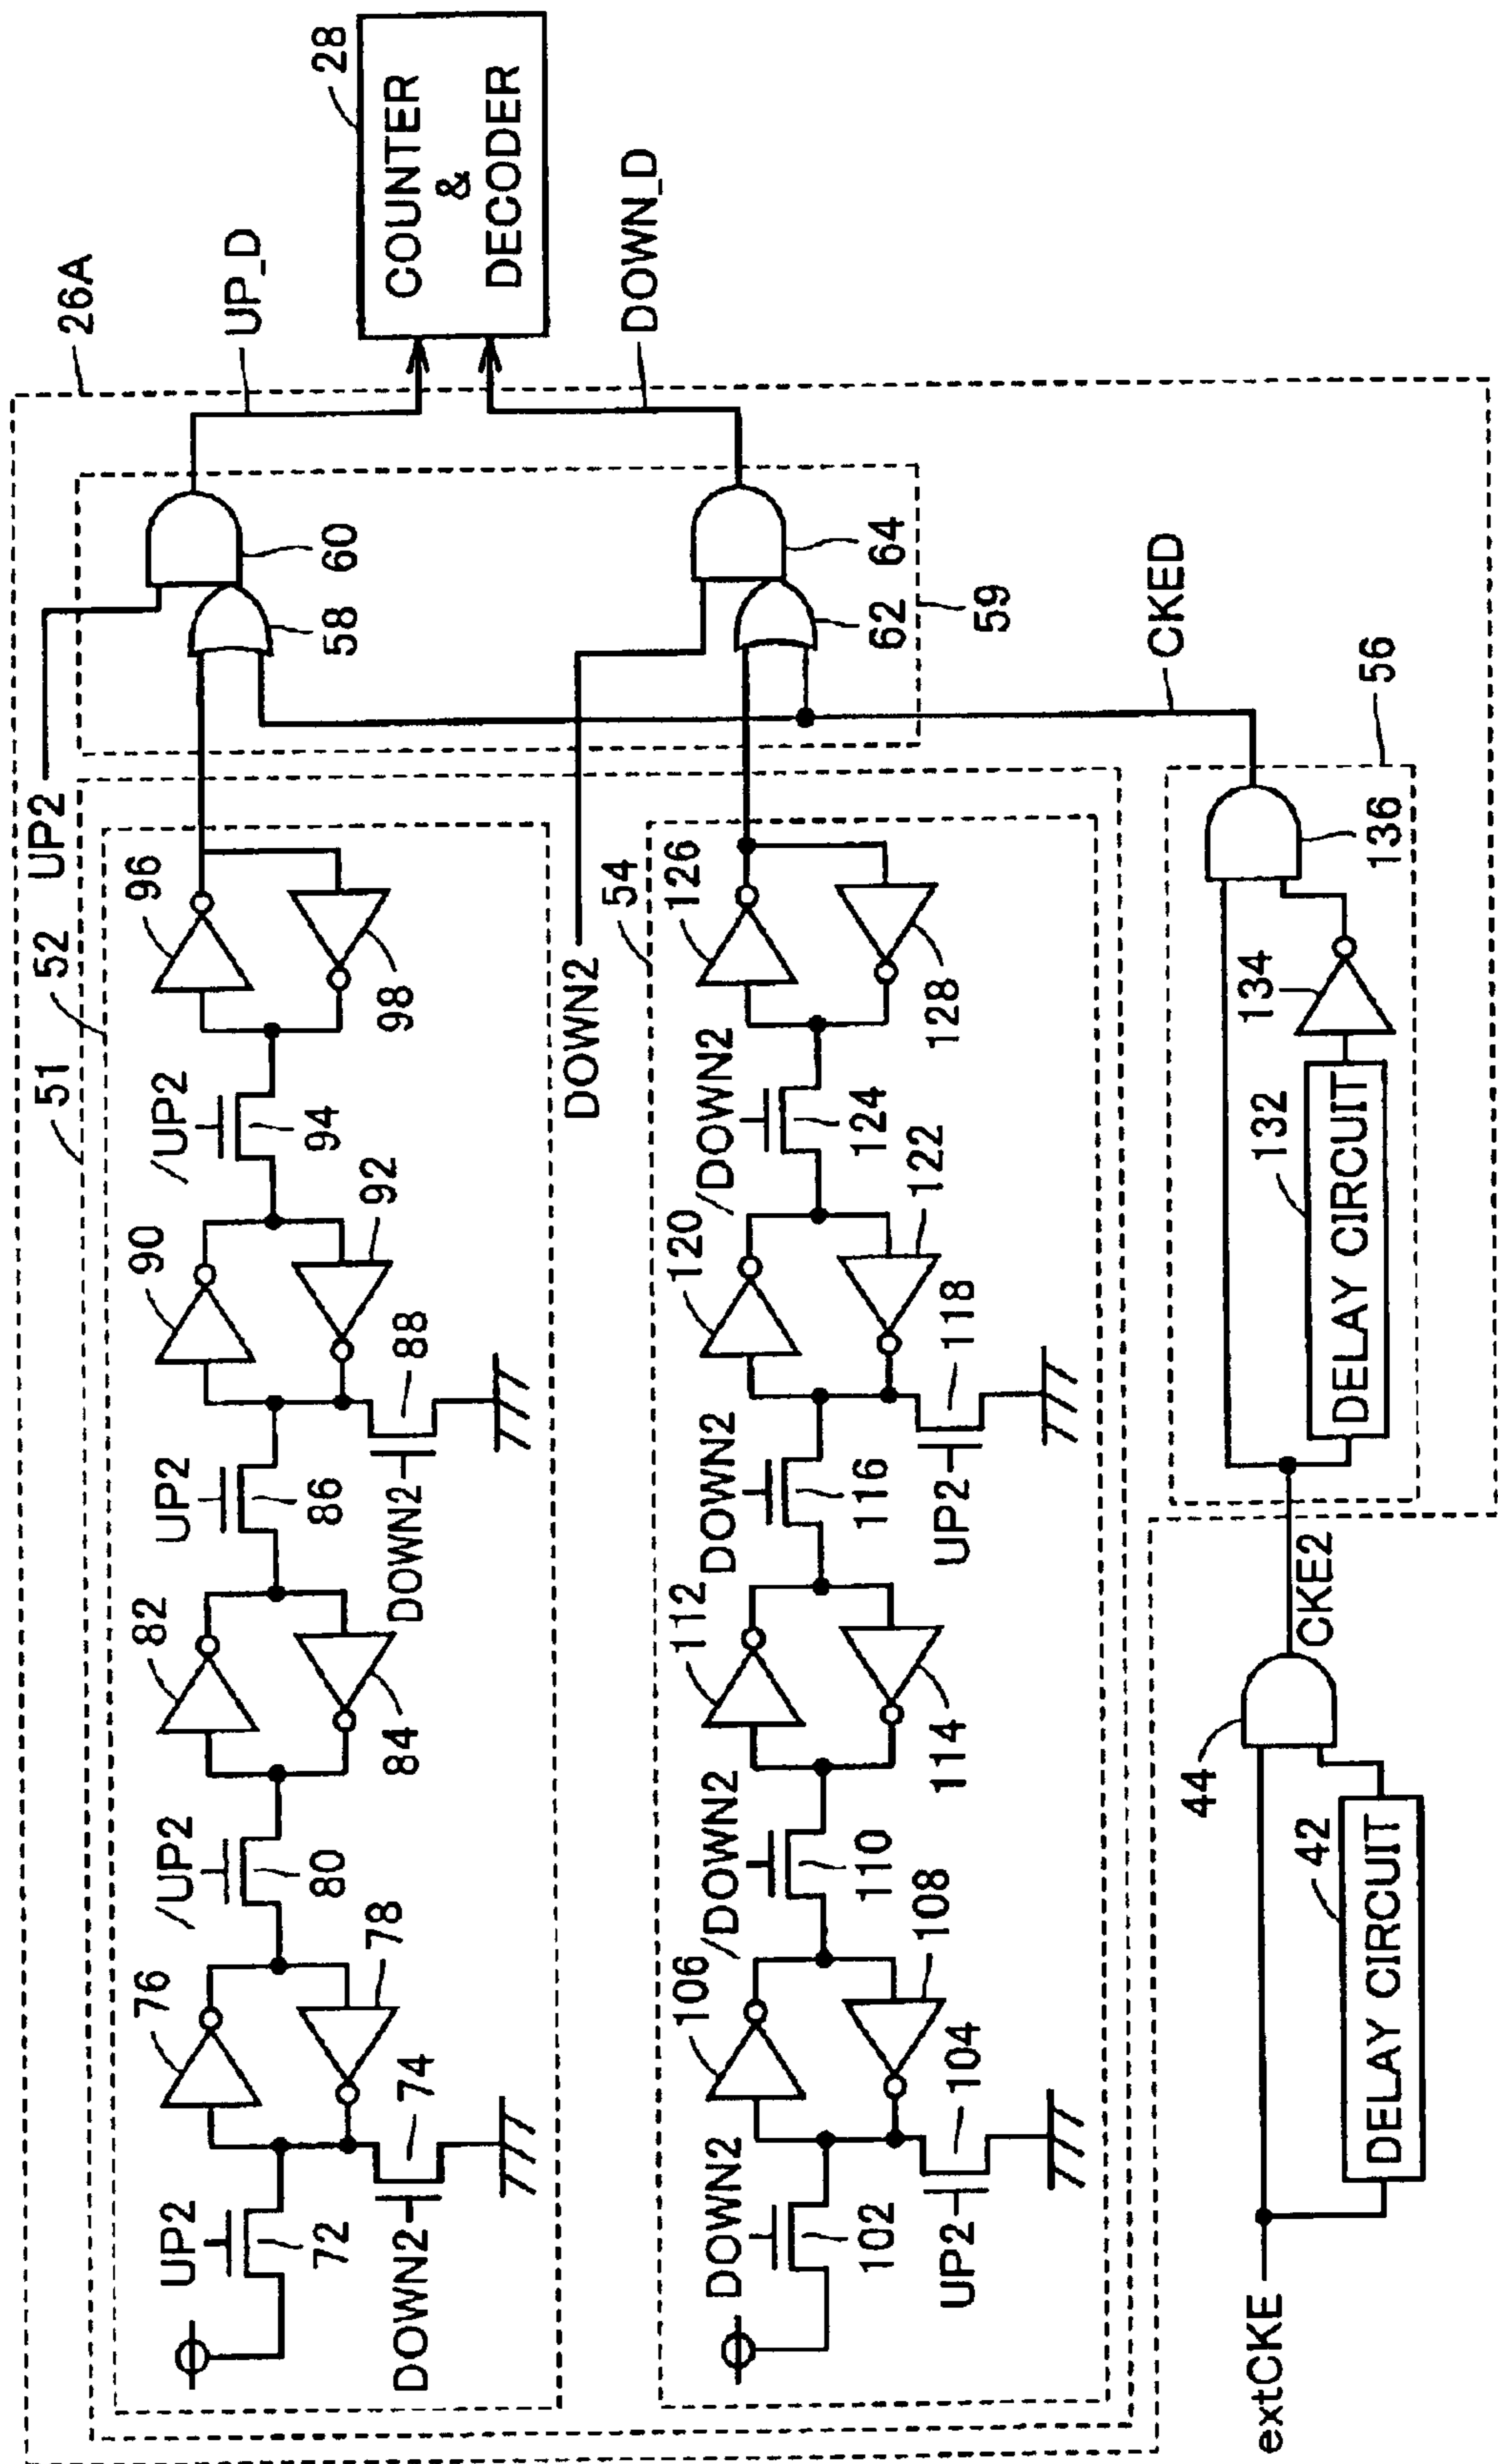 51
52
UP2
26A
UP_D
28
COUNTER
&
DECODER
DOWN_D
UP2
72
DOWN2
74
76
78
/UP2
80
82
84
UP2
86
DOWN2
88
90
92
/UP2
94
96
98
58
60
DOWN2
54
DOWN2
102
UP2
104
106
108
/DOWN2
110
112
114
DOWN2
116
UP2
118
120
122
/DOWN2
124
126
128
62
64
59
CKED
extCKE
42
DELAY CIRCUIT
44
CKE2
132
DELAY CIRCUIT
134
136
56